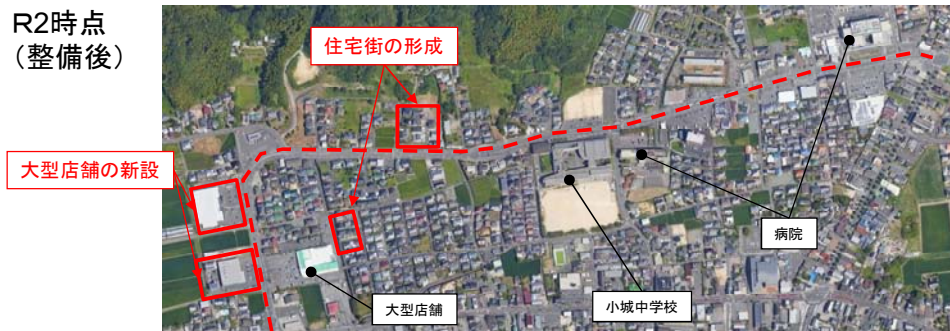 R2時点
（整備後）
住宅街の形成
大型店舗の新設
病院
大型店舗
小城中学校